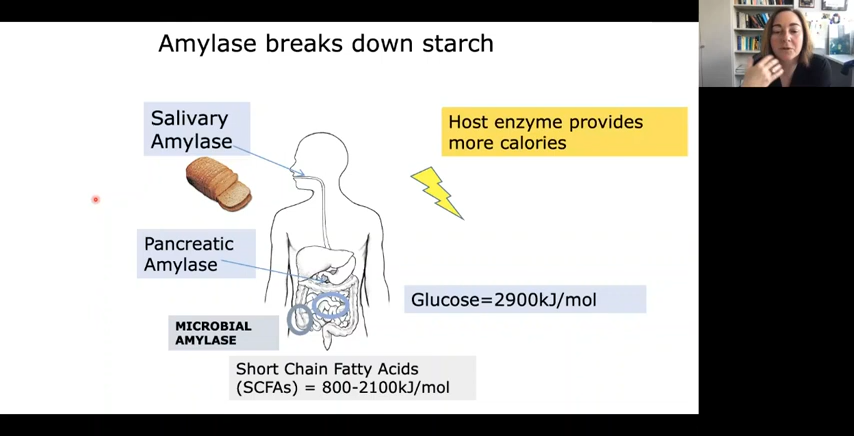 Amylase breaks down starch
Salivary
Amylase
Host enzyme provides
more calories
Pancreatic
Amylase
Glucose=2900kJ/mol
MICROBIAL
AMYLASE
Short Chain Fatty Acids
(SCFAs) = 800-2100kJ/mol